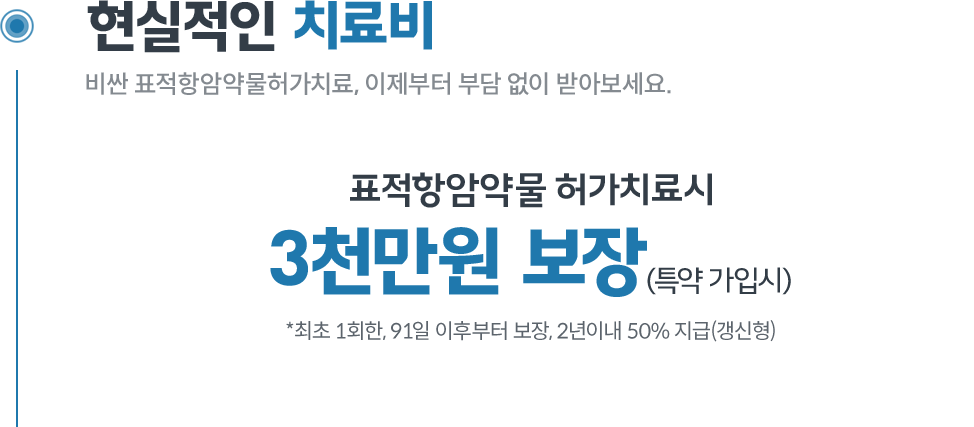 현실적인 치료비
비싼 표적항암약물허가치료, 이제부터 부담 없이 받아보세요.
표적항암약물 허가치료시
3천만원 보장(특약 가입시)
*최초 1회한, 91일 이후부터 보장, 2년이내 50% 지급(갱신형)